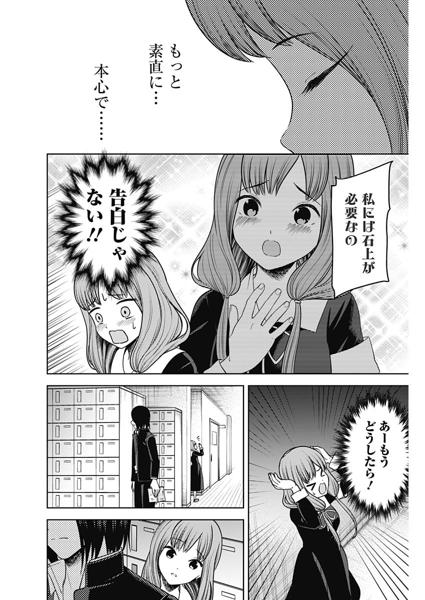 もっと
素直に…
本心で……
私には石上が
必要なの
告白じゃ
ない!!
あーもう
どうしたら!